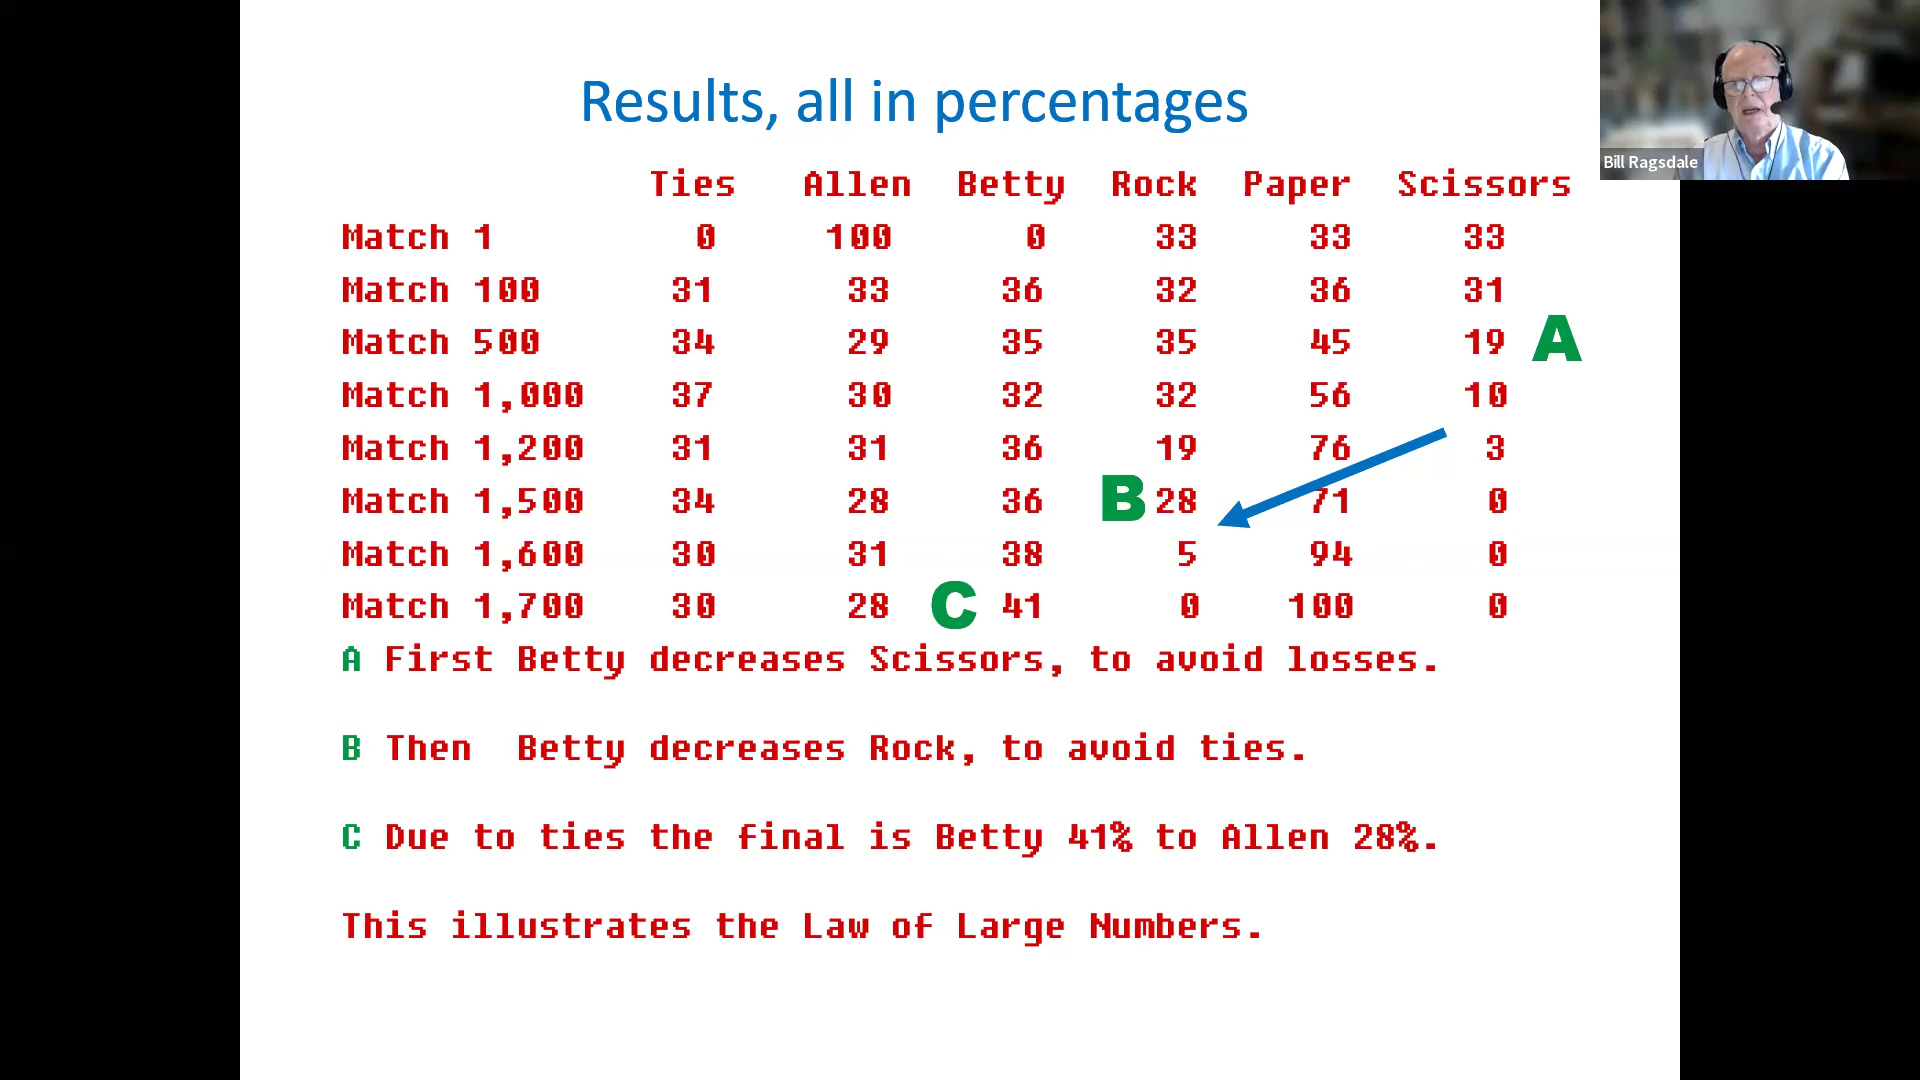 Results, all in percentages
Bill Ragsdale
Ties Allen Betty Rock Paper Scissors
Match 1 0 100 0 33 33 33
Match 100 31 33 36 32 36 31
Match 500 34 29 35 35 45 19 A
Match 1,000 37 30 32 32 56 10
Match 1,200 31 31 36 19 76 3
Match 1,500 34 28 36 B 28 71 0
Match 1,600 30 31 38 5 94 0
Match 1,700 30 28 C 41 0 100 0
A First Betty decreases Scissors, to avoid losses.
B Then Betty decreases Rock, to avoid ties.
C Due to ties the final is Betty 41% to Allen 28%.
This illustrates the Law of Large Numbers.